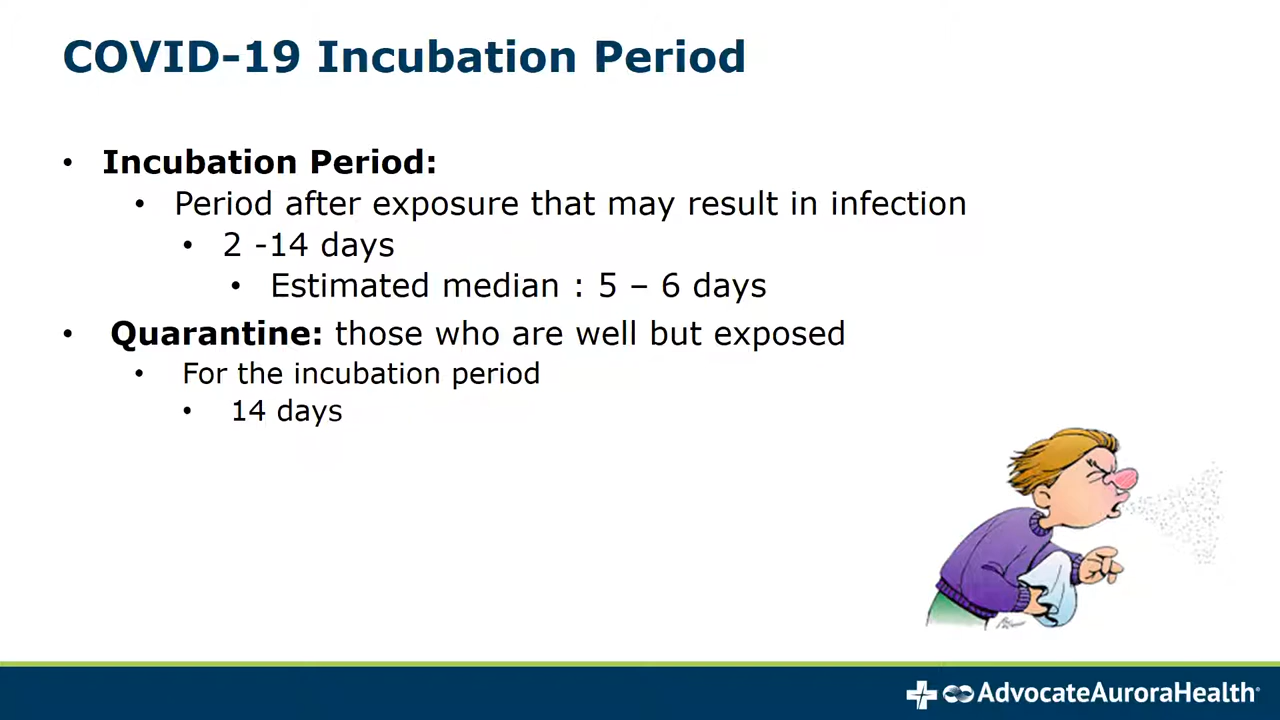 COVID-19 Incubation Period
• Incubation Period:
• Period after exposure that may result in infection
• 2 -14 days
• Estimated median : 5 – 6 days
• Quarantine: those who are well but exposed
• For the incubation period
• 14 days
AdvocateAuroraHealth®